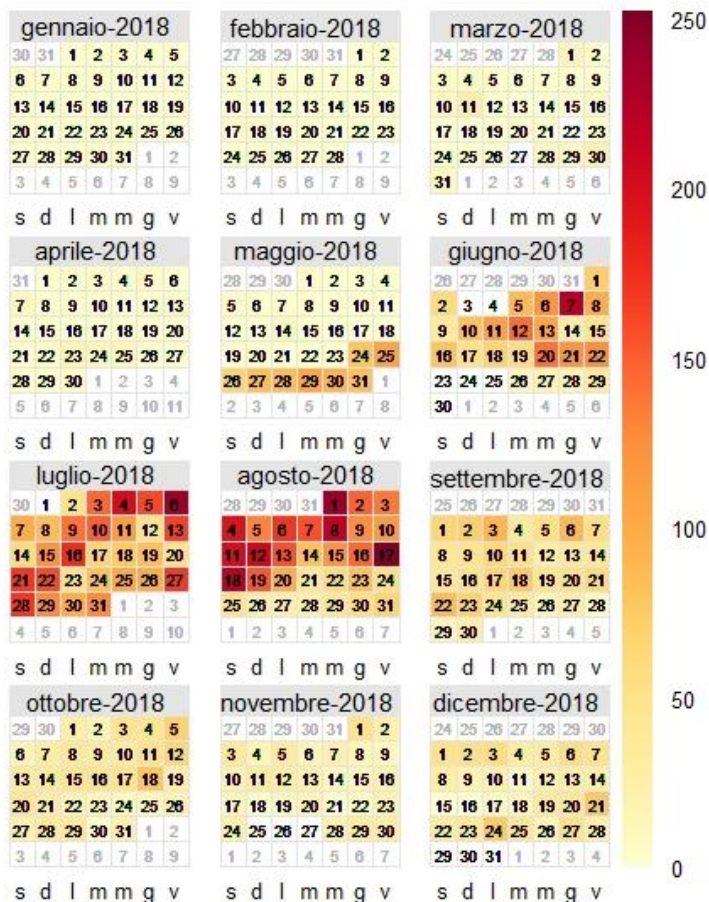 gennaio-2018
30 31 1 2 3 4 5
6 7 8 9 10 11 12
13 14 15 16 17 18 19
20 21 22 23 24 25 26
27 28 29 30 31 1 2
3 4 5 6 7 8 9
s d l m m g v
febbraio-2018
27 28 29 30 31 1 2
3 4 5 6 7 8 9
10 11 12 13 14 15 16
17 18 19 20 21 22 23
24 25 26 27 28 1 2
3 4 5 6 7 8 9
s d l m m g v
marzo-2018
24 25 26 27 28 1 2
3 4 5 6 7 8 9
10 11 12 13 14 15 16
17 18 19 20 21 22 23
24 25 26 27 28 29 30
31 1 2 3 4 5 6
s d l m m g v
aprile-2018
31 1 2 3 4 5 6
7 8 9 10 11 12 13
14 15 16 17 18 19 20
21 22 23 24 25 26 27
28 29 30 1 2 3 4
5 6 7 8 9 10 11
s d l m m g v
maggio-2018
28 29 30 1 2 3 4
5 6 7 8 9 10 11
12 13 14 15 16 17 18
19 20 21 22 23 24 25
26 27 28 29 30 31 1
2 3 4 5 6 7 8
s d l m m g v
giugno-2018
26 27 28 29 30 31 1
2 3 4 5 6 7 8
9 10 11 12 13 14 15
16 17 18 19 20 21 22
23 24 25 26 27 28 29
30 1 2 3 4 5 6
s d l m m g v
luglio-2018
30 1 2 3 4 5 6
7 8 9 10 11 12 13
14 15 16 17 18 19 20
21 22 23 24 25 26 27
28 29 30 31 1 2 3
4 5 6 7 8 9 10
s d l m m g v
agosto-2018
28 29 30 31 1 2 3
4 5 6 7 8 9 10
11 12 13 14 15 16 17
18 19 20 21 22 23 24
25 26 27 28 29 30 31
1 2 3 4 5 6 7
s d l m m g v
settembre-2018
25 26 27 28 29 30 31
1 2 3 4 5 6 7
8 9 10 11 12 13 14
15 16 17 18 19 20 21
22 23 24 25 26 27 28
29 30 1 2 3 4 5
s d l m m g v
ottobre-2018
29 30 1 2 3 4 5
6 7 8 9 10 11 12
13 14 15 16 17 18 19
20 21 22 23 24 25 26
27 28 29 30 31 1 2
3 4 5 6 7 8 9
s d l m m g v
novembre-2018
27 28 29 30 31 1 2
3 4 5 6 7 8 9
10 11 12 13 14 15 16
17 18 19 20 21 22 23
24 25 26 27 28 29 30
1 2 3 4 5 6 7
s d l m m g v
dicembre-2018
24 25 26 27 28 29 30
1 2 3 4 5 6 7
8 9 10 11 12 13 14
15 16 17 18 19 20 21
22 23 24 25 26 27 28
29 30 31 1 2 3 4
s d l m m g v
250
200
150
100
50
0